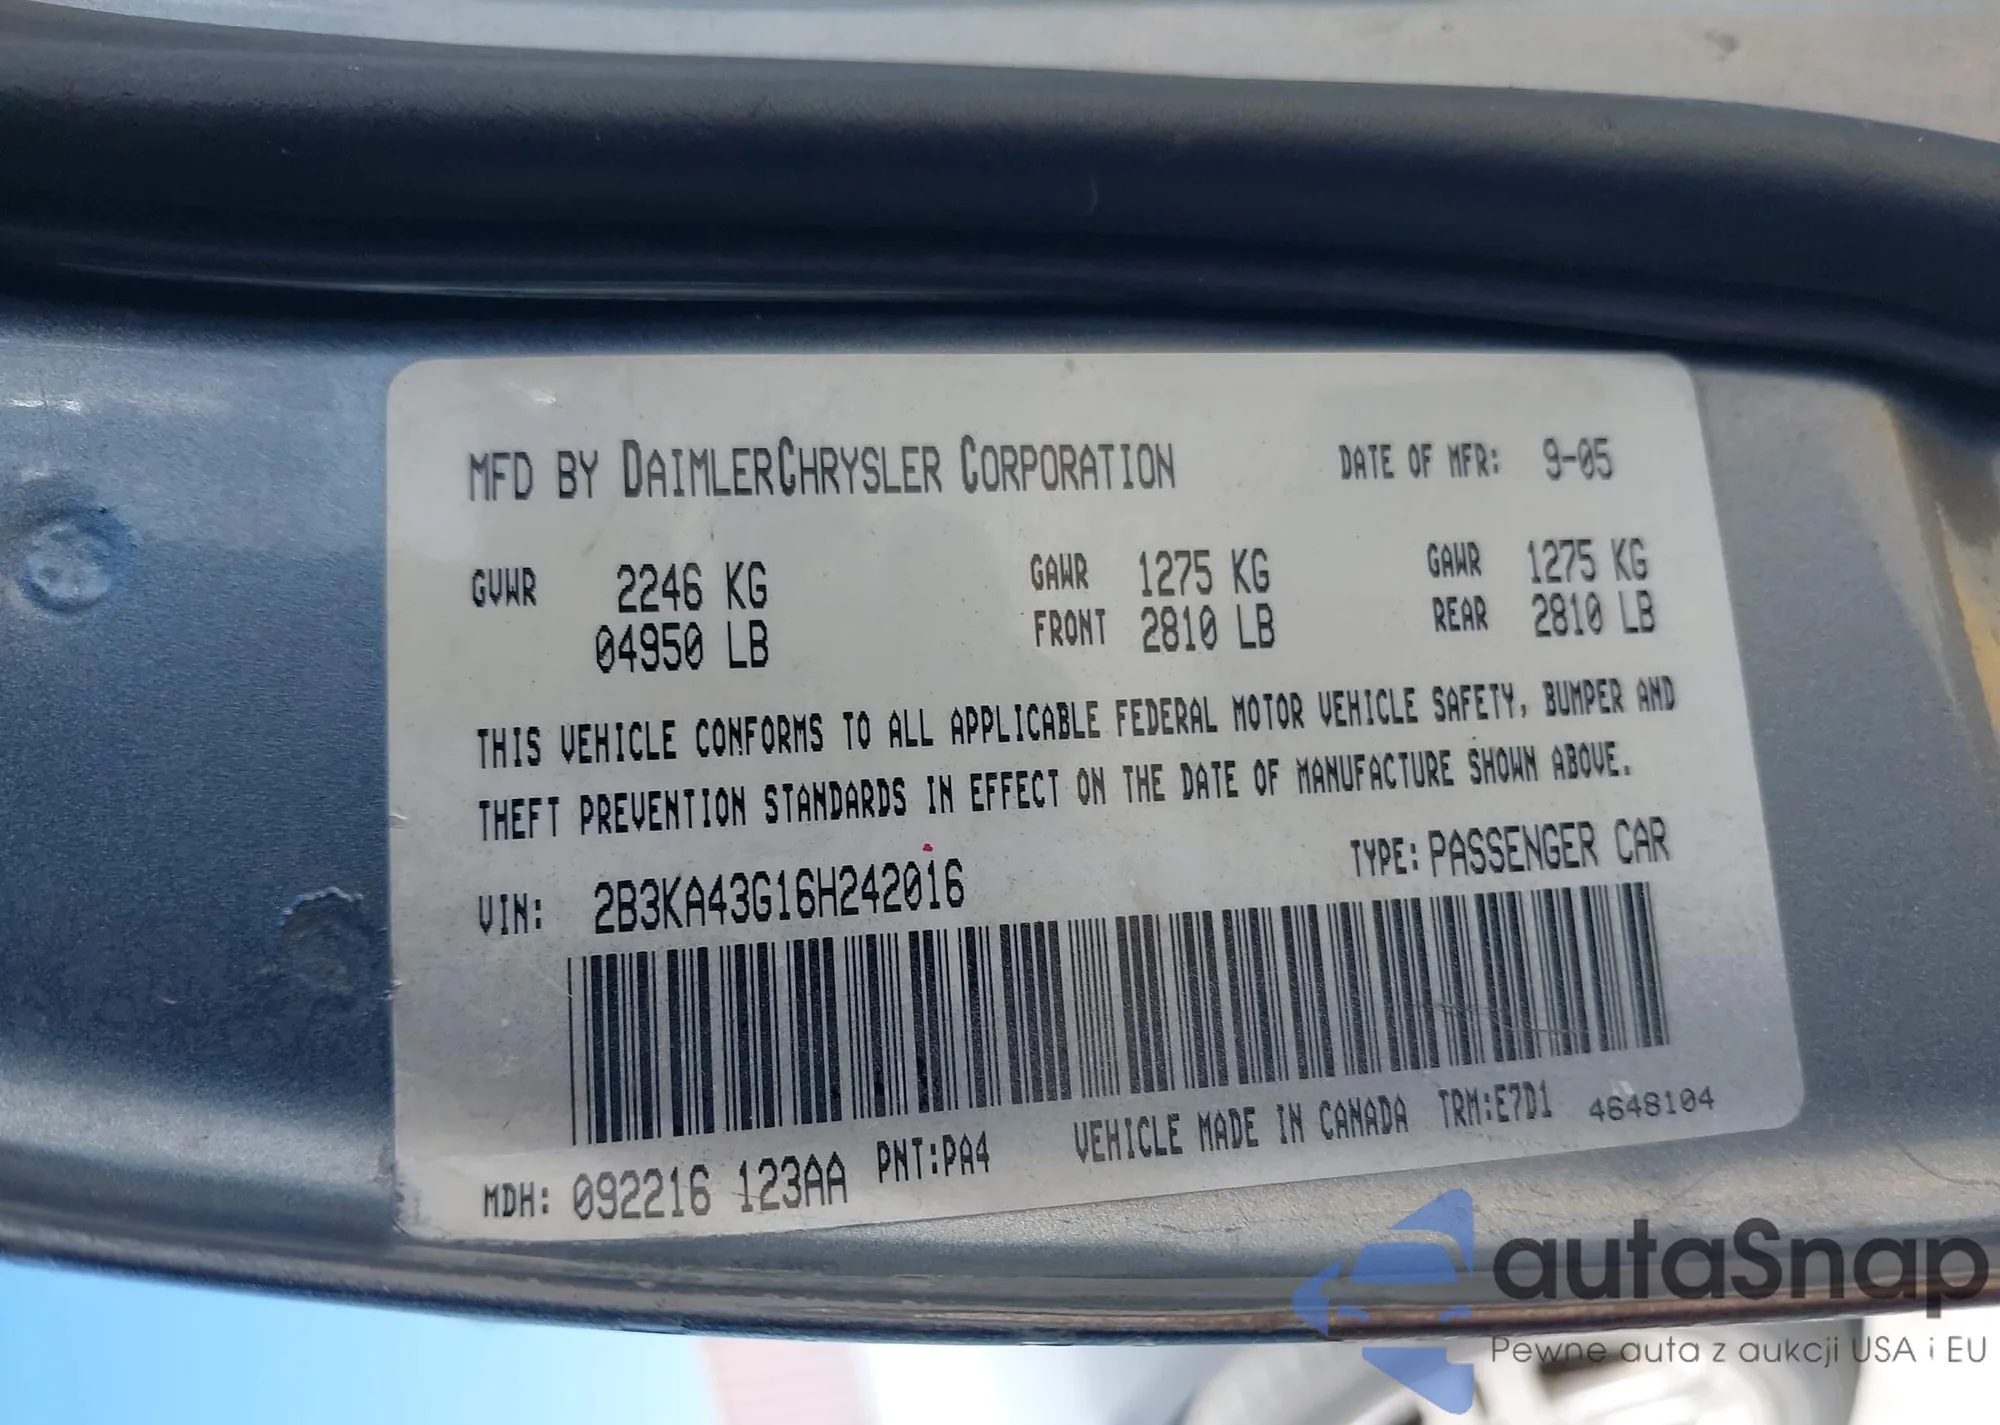 MFD BY DAIMLERCHRYSLER CORPORATION DATE OF MFR: 9-05
GVWR 2246 KG GAWR 1275 KG GAWR 1275 KG
04950 LB FRONT 2810 LB REAR 2810 LB
THIS VEHICLE CONFORMS TO ALL APPLICABLE FEDERAL MOTOR VEHICLE SAFETY, BUMPER AND
THEFT PREVENTION STANDARDS IN EFFECT ON THE DATE OF MANUFACTURE SHOWN ABOVE.
VIN: 2B3KA43G16H242016 TYPE: PASSENGER CAR
MDH: 092216 123AA PNT:PA4 VEHICLE MADE IN CANADA TRM:E7D1 4648104
autaSnap
Pewne auta z aukcji USA i EU